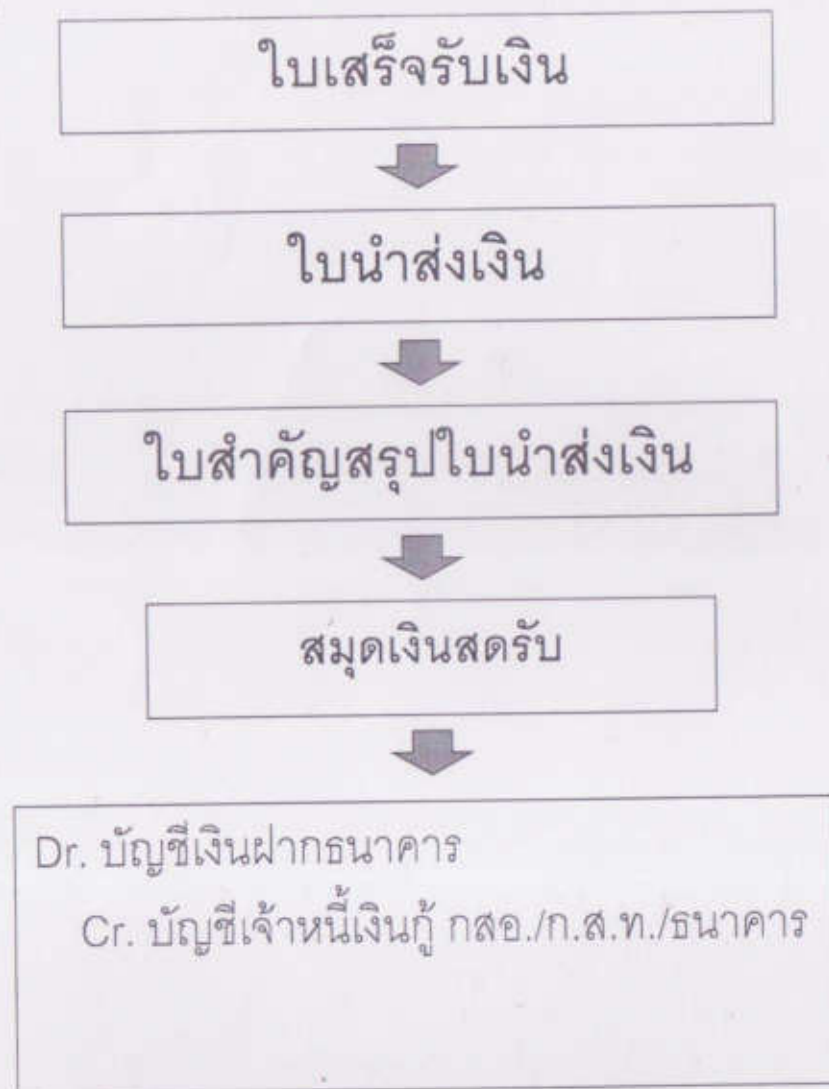 ใบเสร็จรับเงิน
ใบนำส่งเงิน
ใบสำคัญสรุปใบนำส่งเงิน
สมุดเงินสดรับ
Dr. บัญชีเงินฝากธนาคาร
Cr. บัญชีเจ้าหนี้เงินกู้ กสอ./ก.ส.ท./ธนาคาร